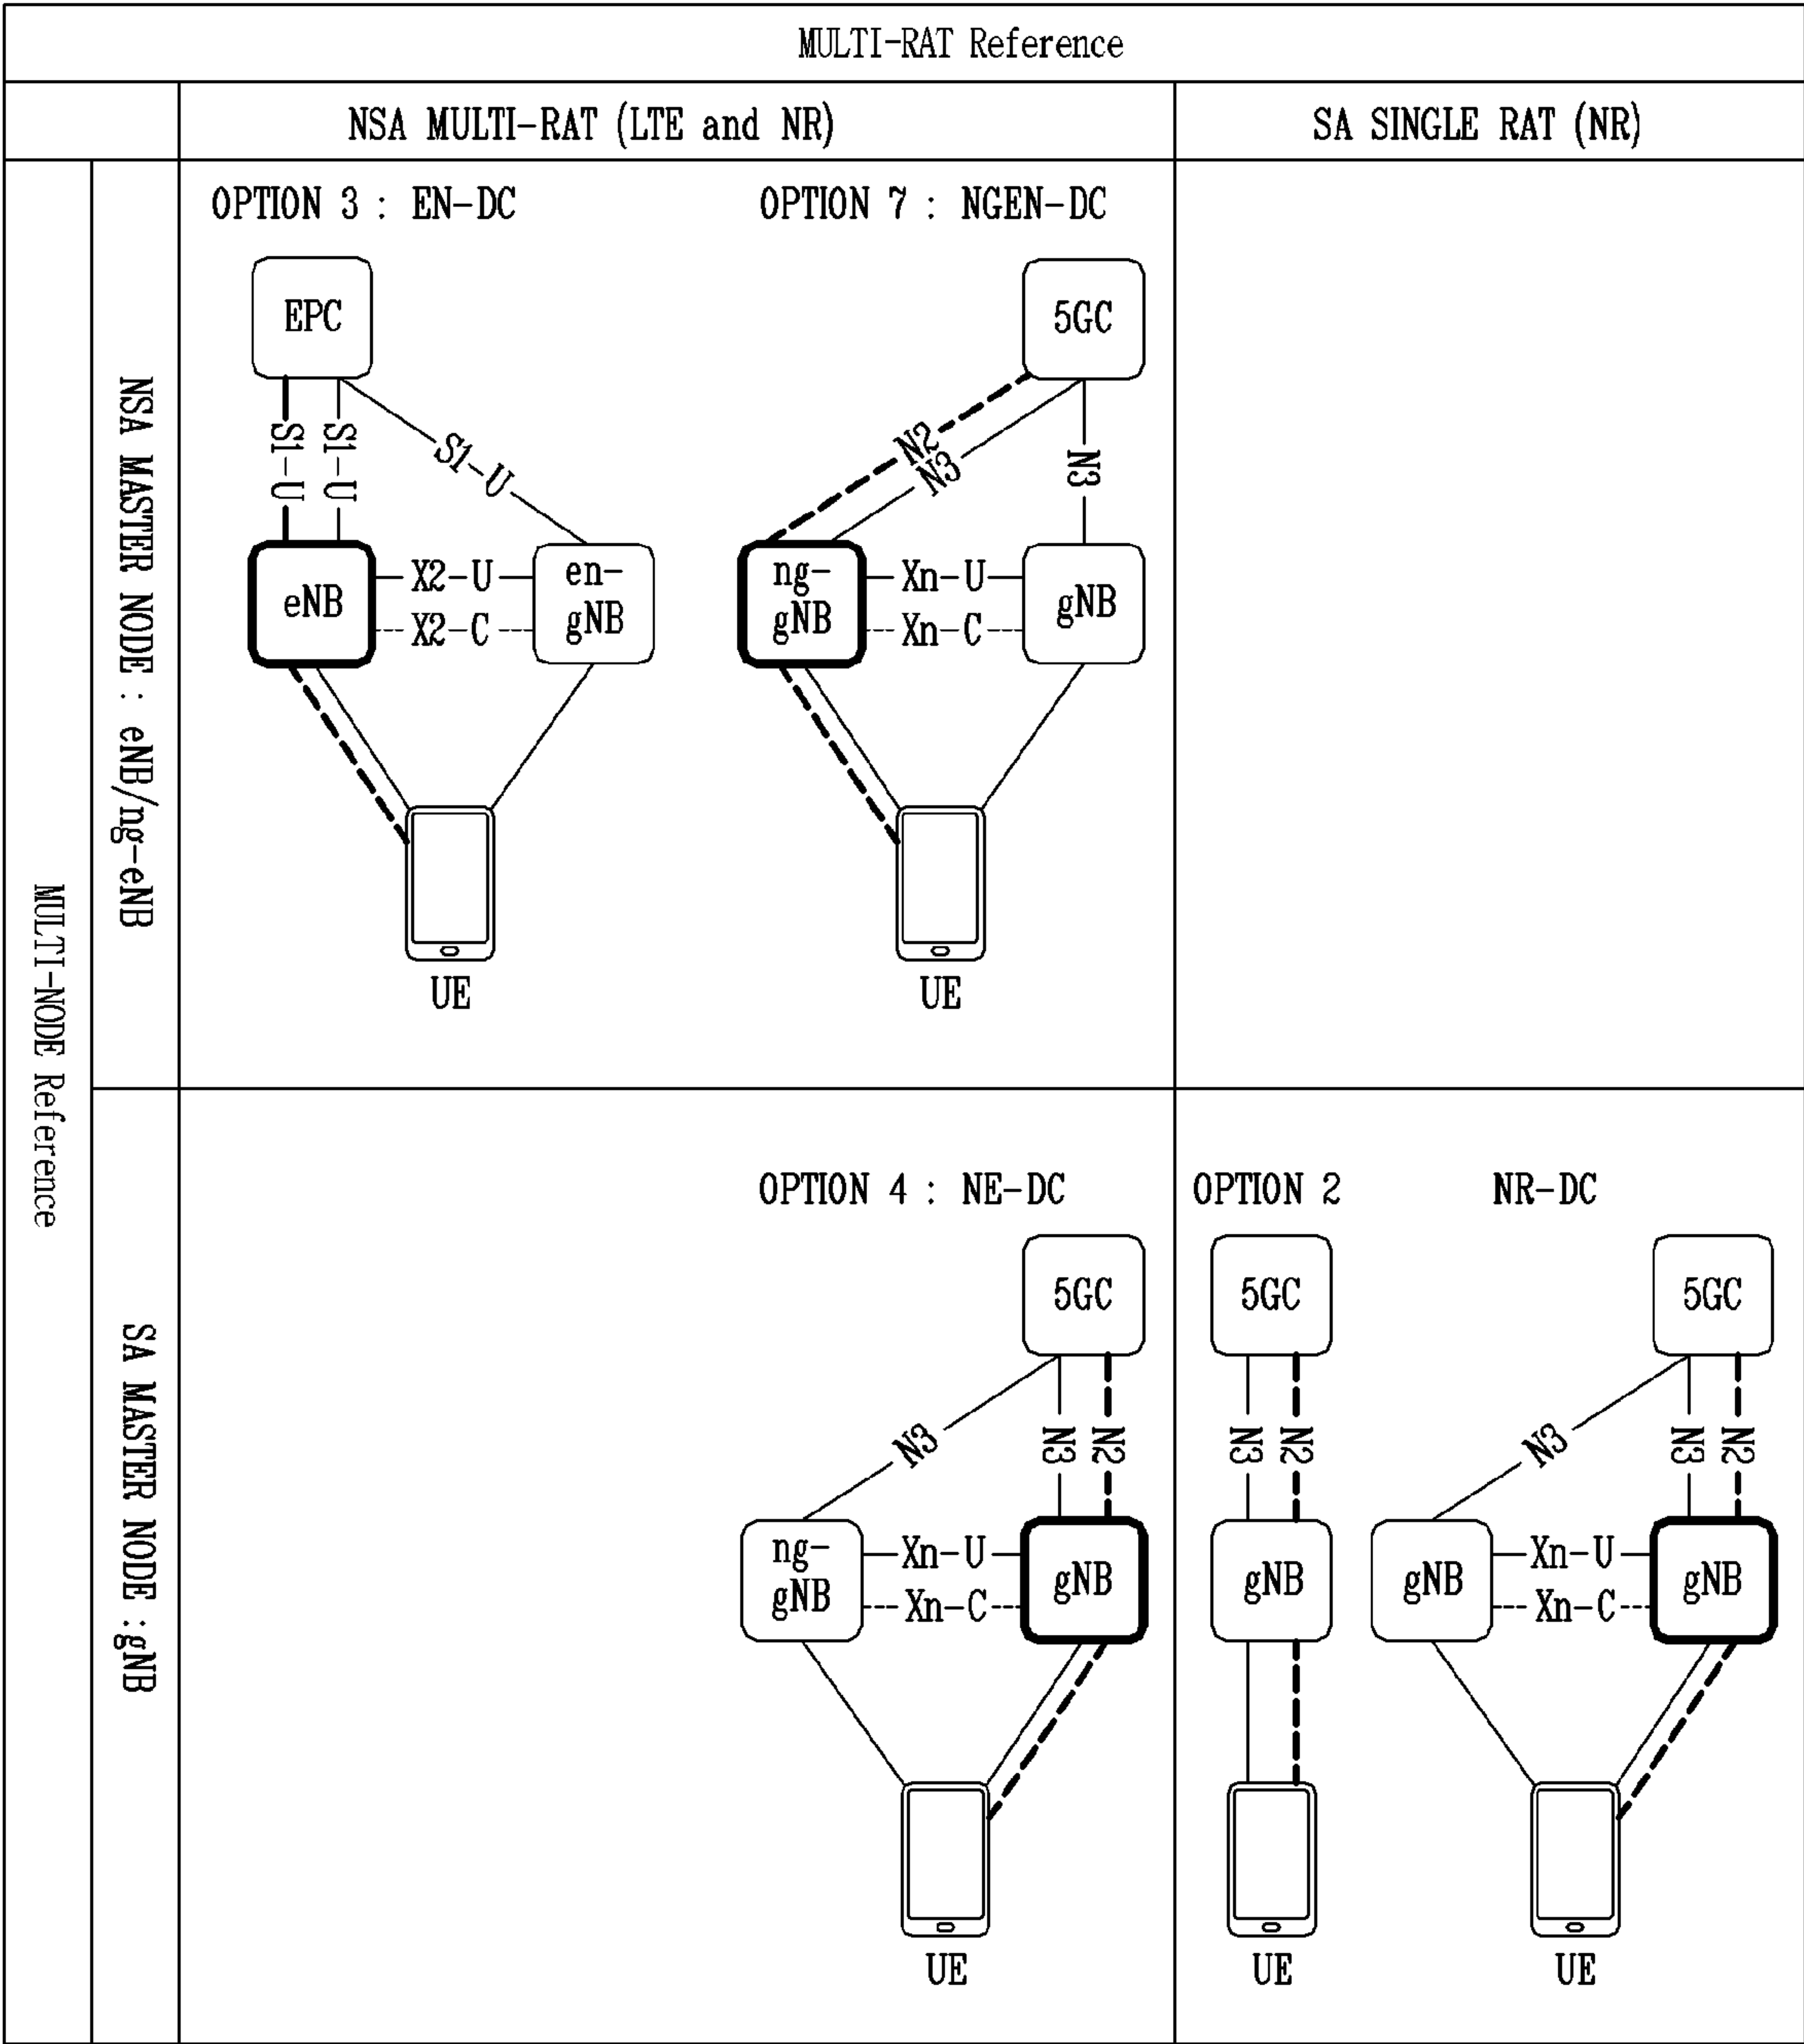 MULTI-RAT Reference
NSA MULTI-RAT (LTE and NR)
SA SINGLE RAT (NR)
MULTI-NODE Reference
NSA MASTER NODE : eNB/ng-eNB
OPTION 3 : EN-DC
EPC
S1-U
S1-U
S1-U
eNB
X2-U
X2-C
en-
gNB
UE
OPTION 7 : NGEN-DC
5GC
N2
N3
N3
ng-
gNB
Xn-U
Xn-C
gNB
UE
SA MASTER NODE :gNB
OPTION 4 : NE-DC
5GC
N3
N3
N2
ng-
gNB
Xn-U
Xn-C
gNB
UE
OPTION 2
5GC
N3
N2
gNB
UE
NR-DC
5GC
N3
N3
N2
gNB
Xn-U
Xn-C
gNB
UE